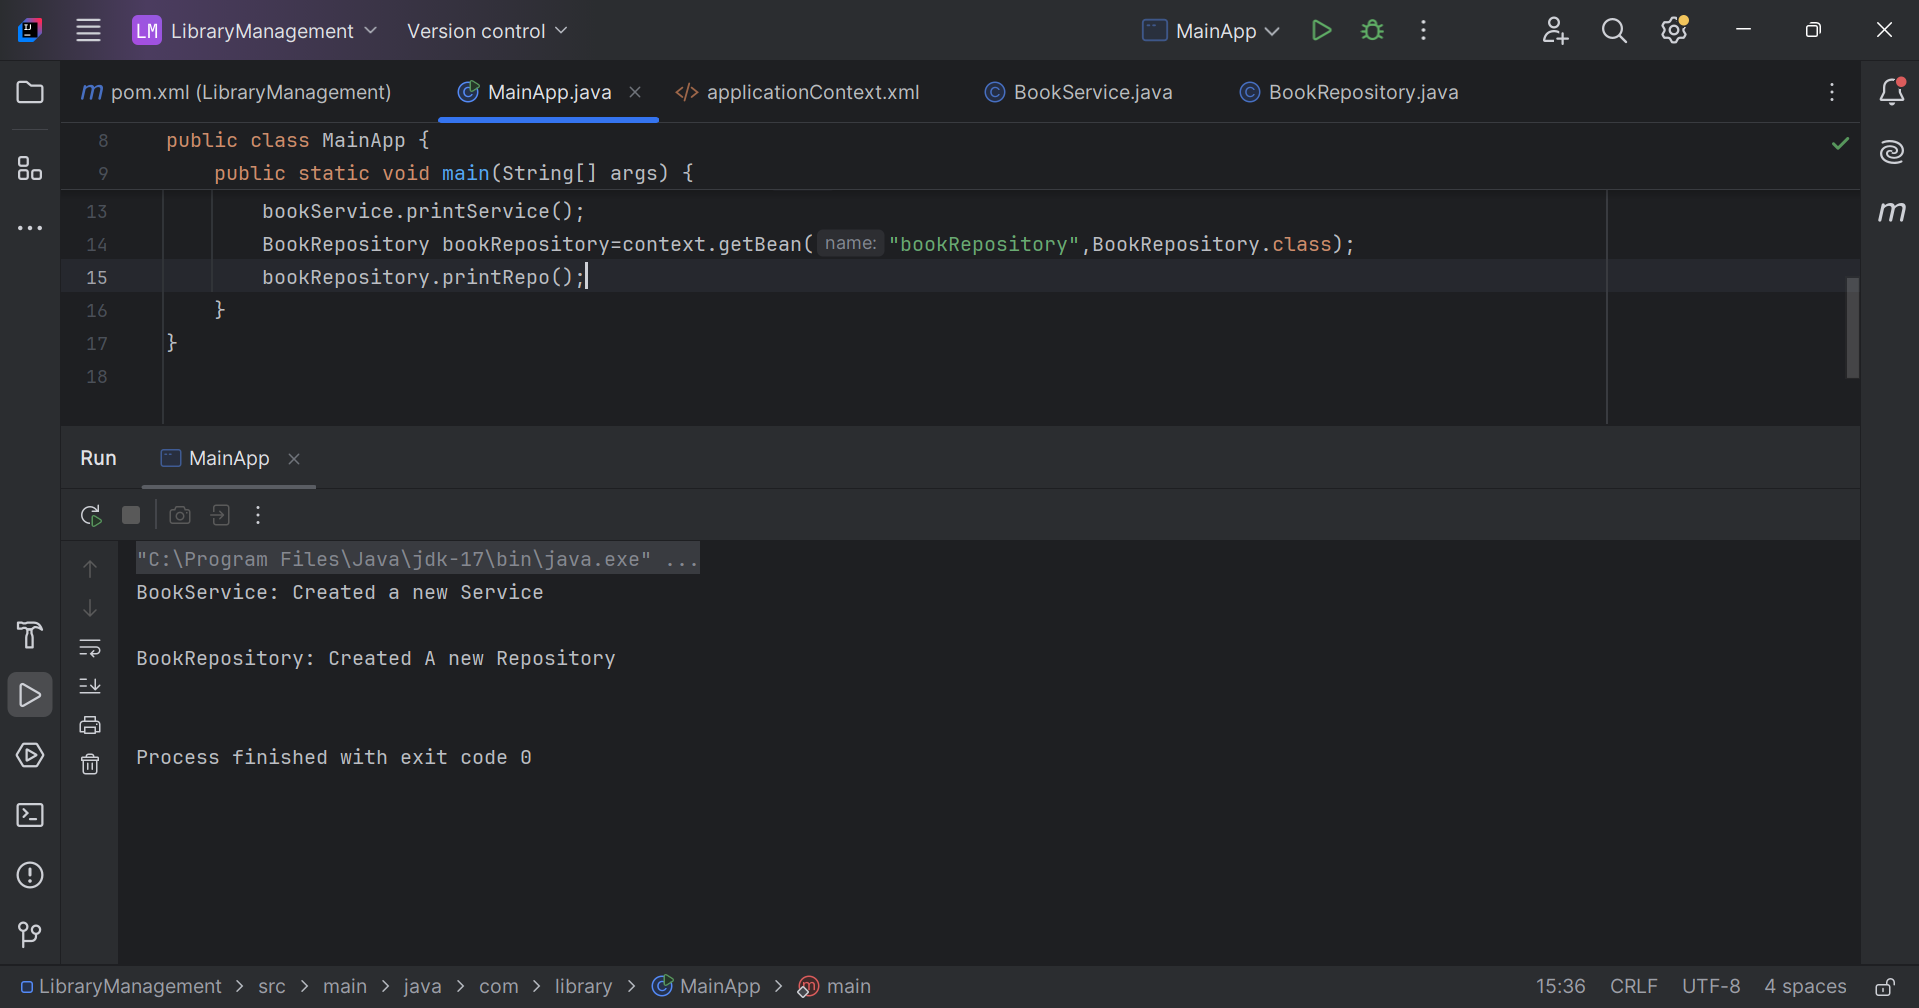 LM LibraryManagement Version control MainApp
m pom.xml (LibraryManagement) MainApp.java </> applicationContext.xml BookService.java BookRepository.java
8 public class MainApp {
9 public static void main(String[] args) {
13 bookService.printService();
14 BookRepository bookRepository=context.getBean( name: "bookRepository",BookRepository.class);
15 bookRepository.printRepo();
16 }
17 }
18
Run MainApp
"C:\Program Files\Java\jdk-17\bin\java.exe" ...
BookService: Created a new Service
BookRepository: Created A new Repository
Process finished with exit code 0
LibraryManagement > src > main > java > com > library > MainApp > main 15:36 CRLF UTF-8 4 spaces